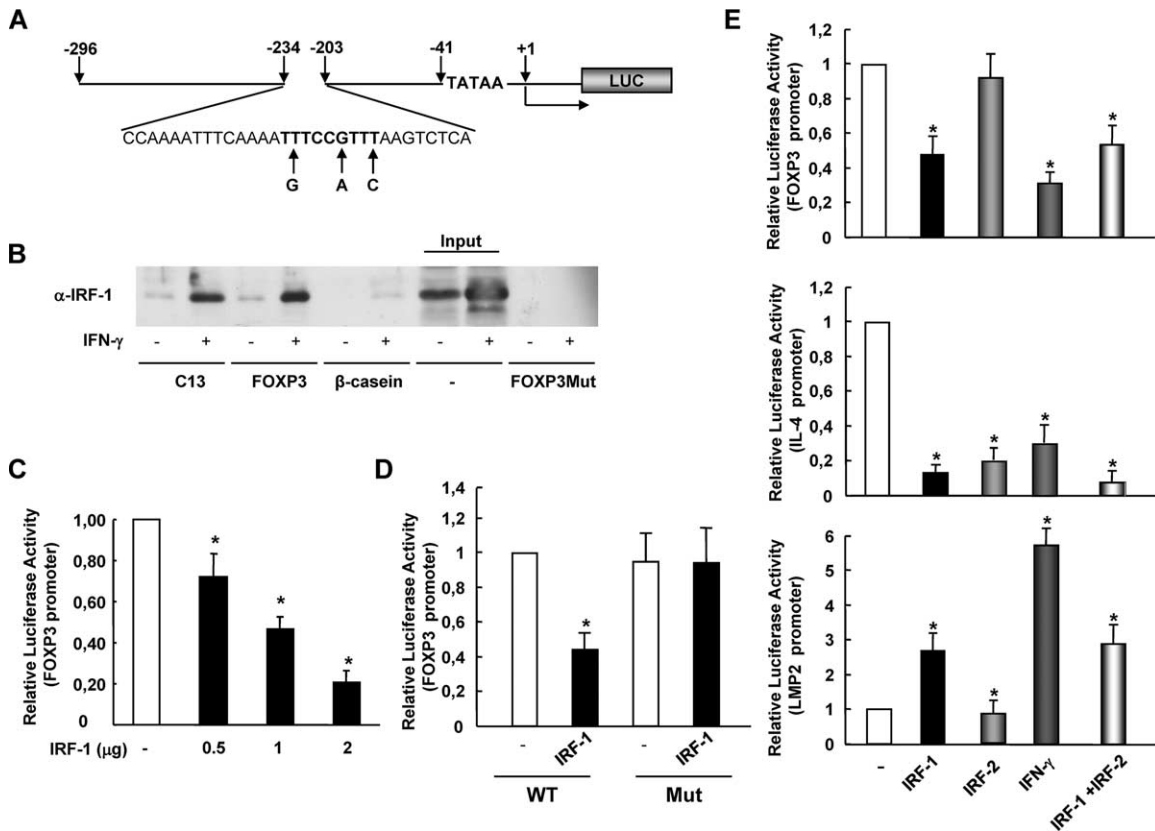 A
-296 -234 -203 -41 +1
TATAA
LUC
CCAAAATTTCAAAATTTCCGTTTAAGTCTCA
G A C
B
Input
α-IRF-1
IFN-γ - + - + - + - + - +
C13 FOXP3 β-casein - FOXP3Mut
C
Relative Luciferase Activity
(FOXP3 promoter)
1,00
0,80
0,60
0,40
0,20
00
* * *
IRF-1 (μg) - 0.5 1 2
D
Relative Luciferase Activity
(FOXP3 promoter)
1,4
1,2
1
0,8
0,6
0,4
0,2
0
*
- IRF-1 - IRF-1
WT Mut
E
Relative Luciferase Activity
(FOXP3 promoter)
1,2
1
0,8
0,6
0,4
0,2
0
* * *
Relative Luciferase Activity
(IL-4 promoter)
1,2
1
0,8
0,6
0,4
0,2
0
* * * *
Relative Luciferase Activity
(LMP2 promoter)
6
5
4
3
2
1
0
* * * *
- IRF-1 IRF-2 IFN-γ IRF-1 +IRF-2